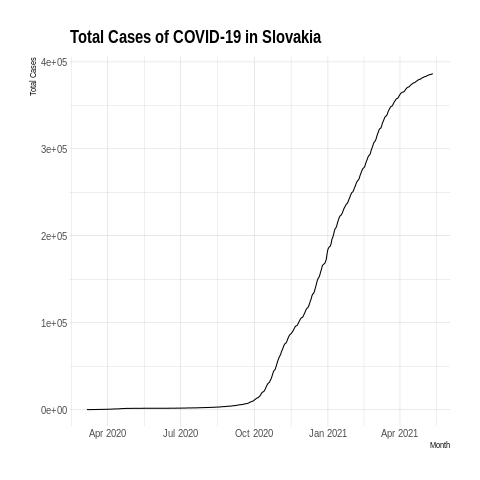 Total Cases of COVID-19 in Slovakia
Total Cases
4e+05
3e+05
2e+05
1e+05
0e+00
Apr 2020 Jul 2020 Oct 2020 Jan 2021 Apr 2021
Month